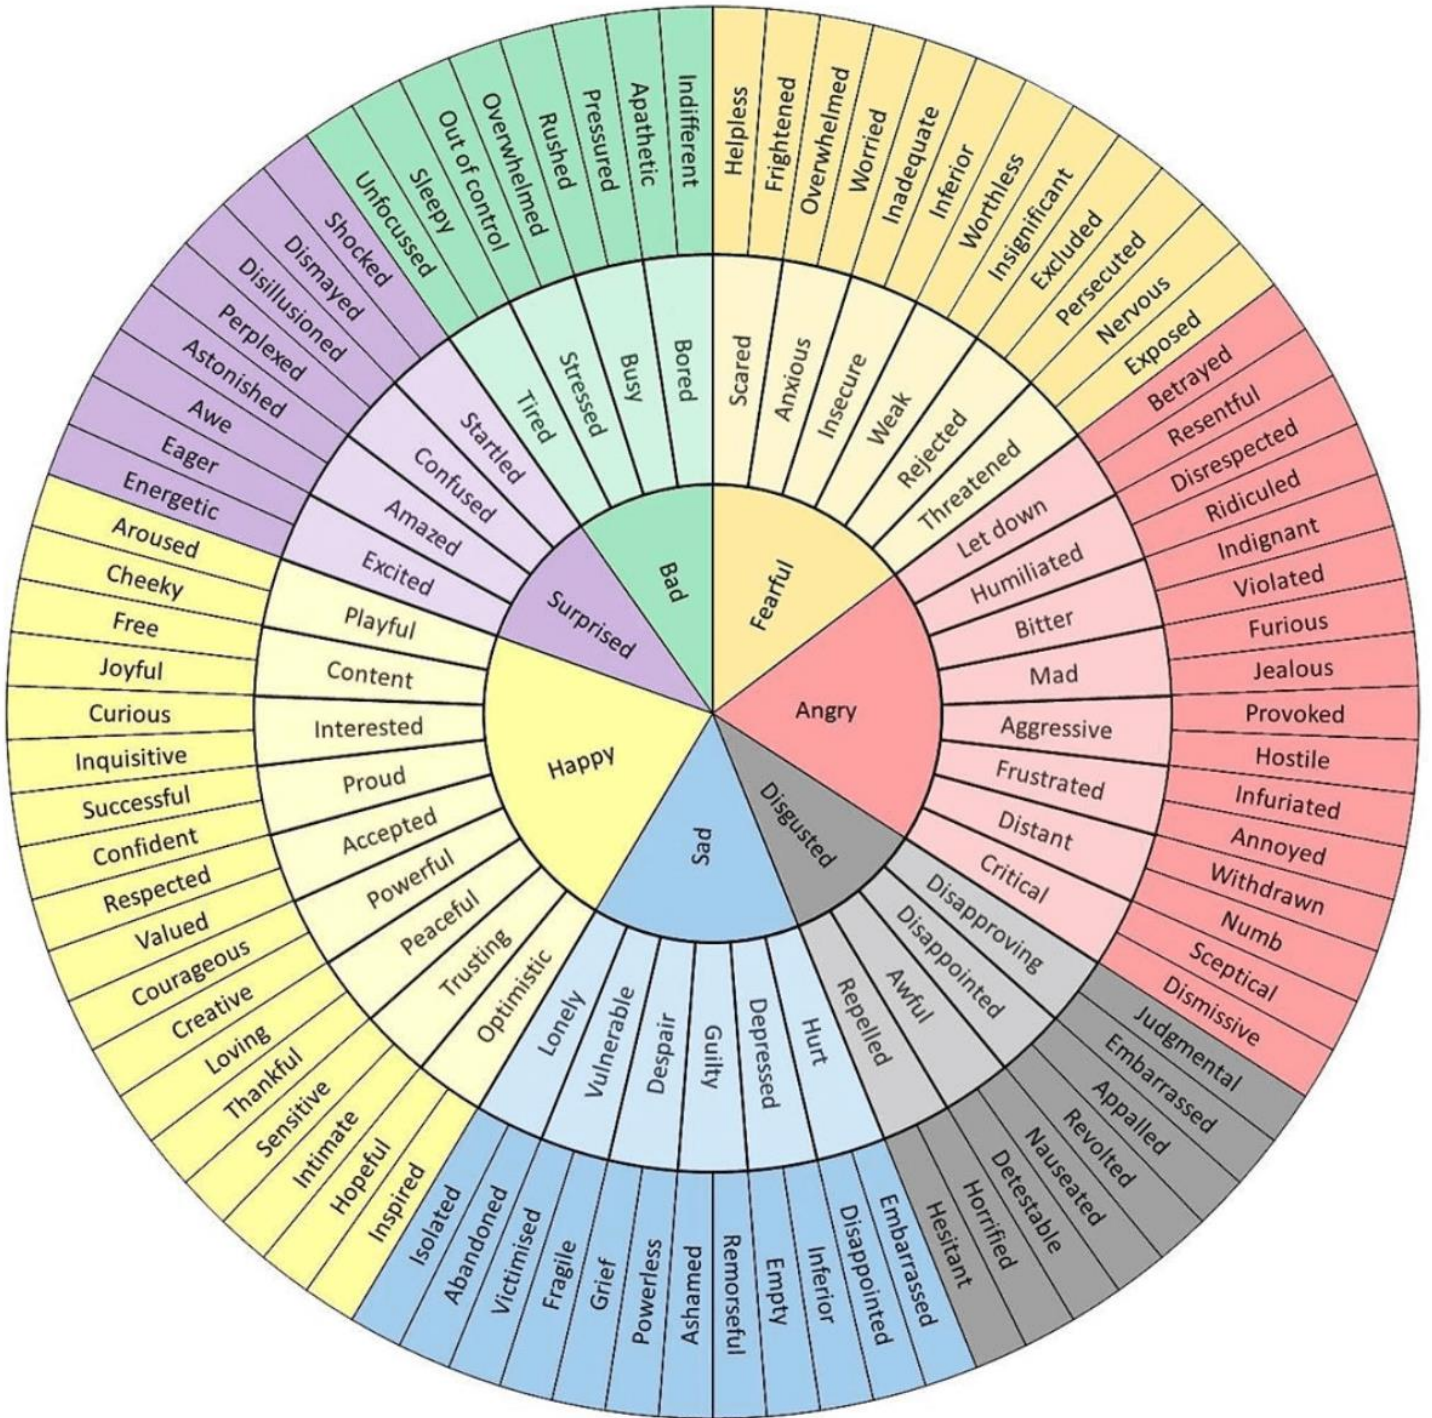 Fearful
Angry
Disgusted
Sad
Happy
Surprised
Bad
Scared
Anxious
Insecure
Weak
Rejected
Threatened
Let down
Humiliated
Bitter
Mad
Aggressive
Frustrated
Distant
Critical
Disapproving
Disappointed
Awful
Repelled
Hurt
Depressed
Guilty
Despair
Vulnerable
Lonely
Optimistic
Trusting
Peaceful
Powerful
Accepted
Proud
Interested
Content
Playful
Excited
Amazed
Confused
Startled
Tired
Stressed
Busy
Bored
Helpless
Frightened
Overwhelmed
Worried
Inadequate
Inferior
Worthless
Insignificant
Excluded
Persecuted
Nervous
Exposed
Betrayed
Resentful
Disrespected
Ridiculed
Indignant
Violated
Furious
Jealous
Provoked
Hostile
Infuriated
Annoyed
Withdrawn
Numb
Sceptical
Dismissive
Judgmental
Embarrassed
Appalled
Revolted
Nauseated
Detestable
Horrified
Hesitant
Embarrassed
Disappointed
Inferior
Empty
Remorseful
Ashamed
Powerless
Grief
Fragile
Victimised
Abandoned
Isolated
Inspired
Hopeful
Intimate
Sensitive
Thankful
Loving
Creative
Courageous
Valued
Respected
Confident
Successful
Inquisitive
Curious
Joyful
Free
Cheeky
Aroused
Energetic
Eager
Awe
Astonished
Perplexed
Disillusioned
Dismayed
Shocked
Unfocussed
Sleepy
Out of control
Overwhelmed
Rushed
Pressured
Apathetic
Indifferent